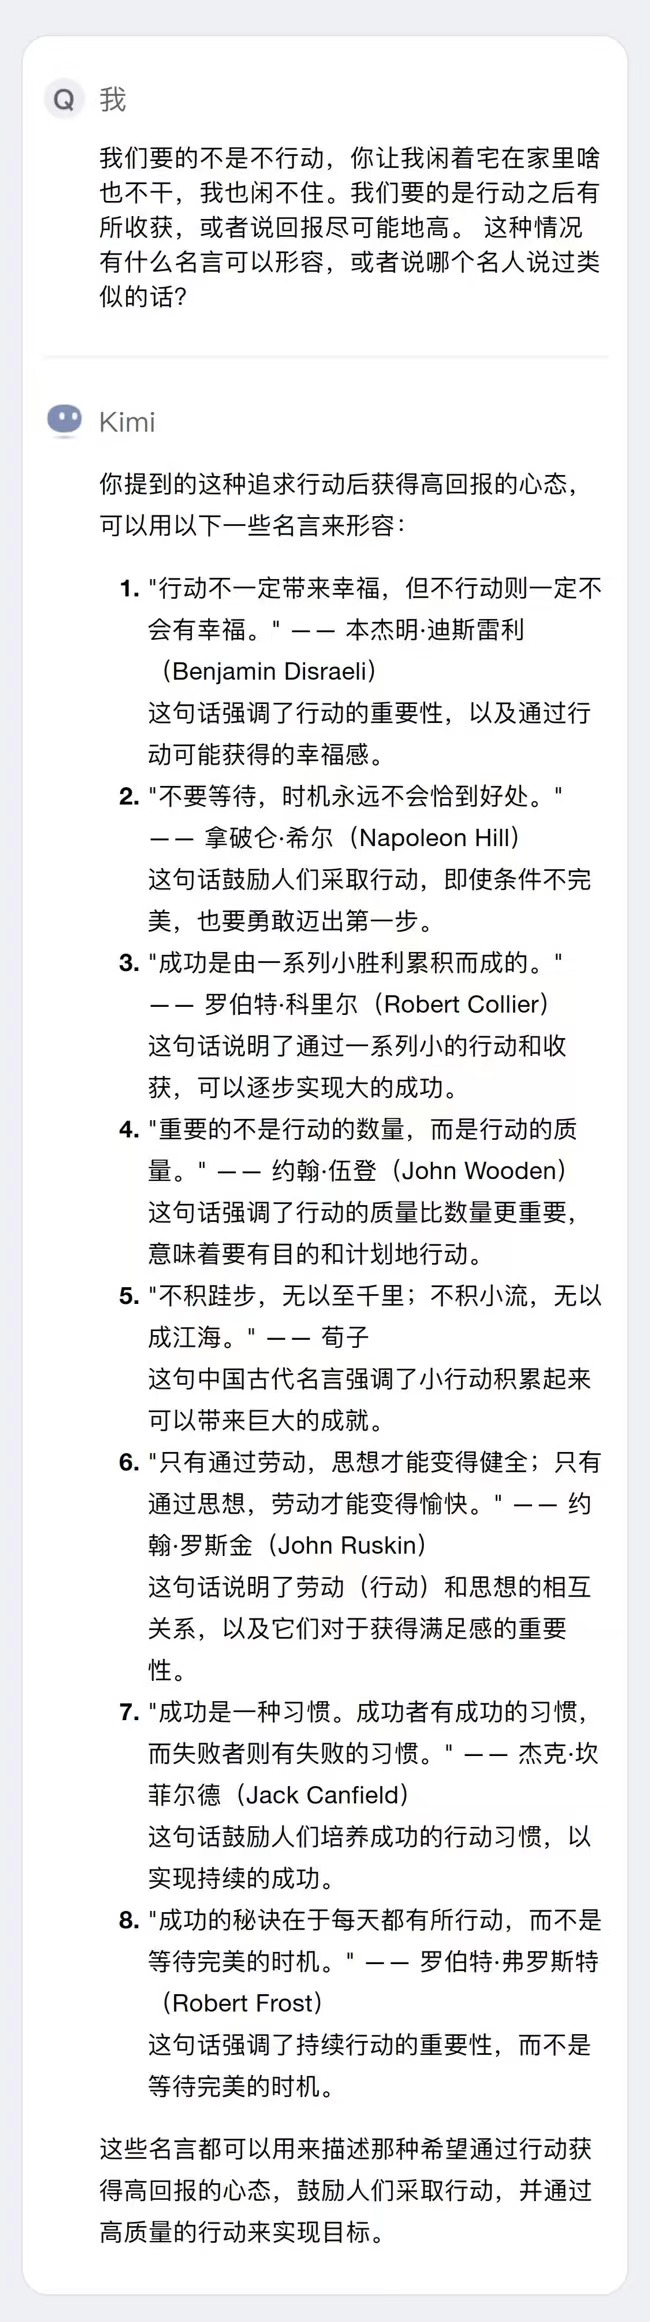 Q 我
我们要的不是不行动，你让我闲着宅在家里啥
也不干，我也闲不住。我们要的是行动之后有
所收获，或者说回报尽可能地高。 这种情况
有什么名言可以形容，或者说哪个名人说过类
似的话？
Kimi
你提到的这种追求行动后获得高回报的心态，
可以用以下一些名言来形容：
1. "行动不一定带来幸福，但不行动则一定不
会有幸福。" —— 本杰明·迪斯雷利
（Benjamin Disraeli）
这句话强调了行动的重要性，以及通过行
动可能获得的幸福感。
2. "不要等待，时机永远不会恰到好处。"
—— 拿破仑·希尔（Napoleon Hill）
这句话鼓励人们采取行动，即使条件不完
美，也要勇敢迈出第一步。
3. "成功是由一系列小胜利累积而成的。"
—— 罗伯特·科里尔（Robert Collier）
这句话说明了通过一系列小的行动和收
获，可以逐步实现大的成功。
4. "重要的不是行动的数量，而是行动的质
量。" —— 约翰·伍登（John Wooden）
这句话强调了行动的质量比数量更重要，
意味着要有目的和计划地行动。
5. "不积跬步，无以至千里；不积小流，无以
成江海。" —— 荀子
这句中国古代名言强调了小行动积累起来
可以带来巨大的成就。
6. "只有通过劳动，思想才能变得健全；只有
通过思想，劳动才能变得愉快。" —— 约
翰·罗斯金（John Ruskin）
这句话说明了劳动（行动）和思想的相互
关系，以及它们对于获得满足感的重要
性。
7. "成功是一种习惯。成功者有成功的习惯，
而失败者则有失败的习惯。" —— 杰克·坎
菲尔德（Jack Canfield）
这句话鼓励人们培养成功的行动习惯，以
实现持续的成功。
8. "成功的秘诀在于每天都有所行动，而不是
等待完美的时机。" —— 罗伯特·弗罗斯特
（Robert Frost）
这句话强调了持续行动的重要性，而不是
等待完美的时机。
这些名言都可以用来描述那种希望通过行动获
得高回报的心态，鼓励人们采取行动，并通过
高质量的行动来实现目标。